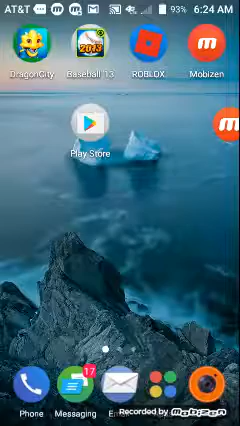 AT&T 93% 6:24 AM
2013
DragonCity Baseball '13 ROBLOX Mobizen
Play Store
17
Phone Messaging Em
Recorded by mobizen